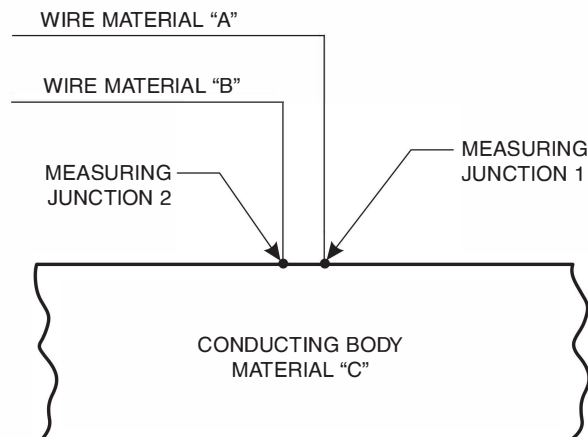 WIRE MATERIAL “A”
WIRE MATERIAL “B”
MEASURING
JUNCTION 2
MEASURING
JUNCTION 1
CONDUCTING BODY
MATERIAL “C”